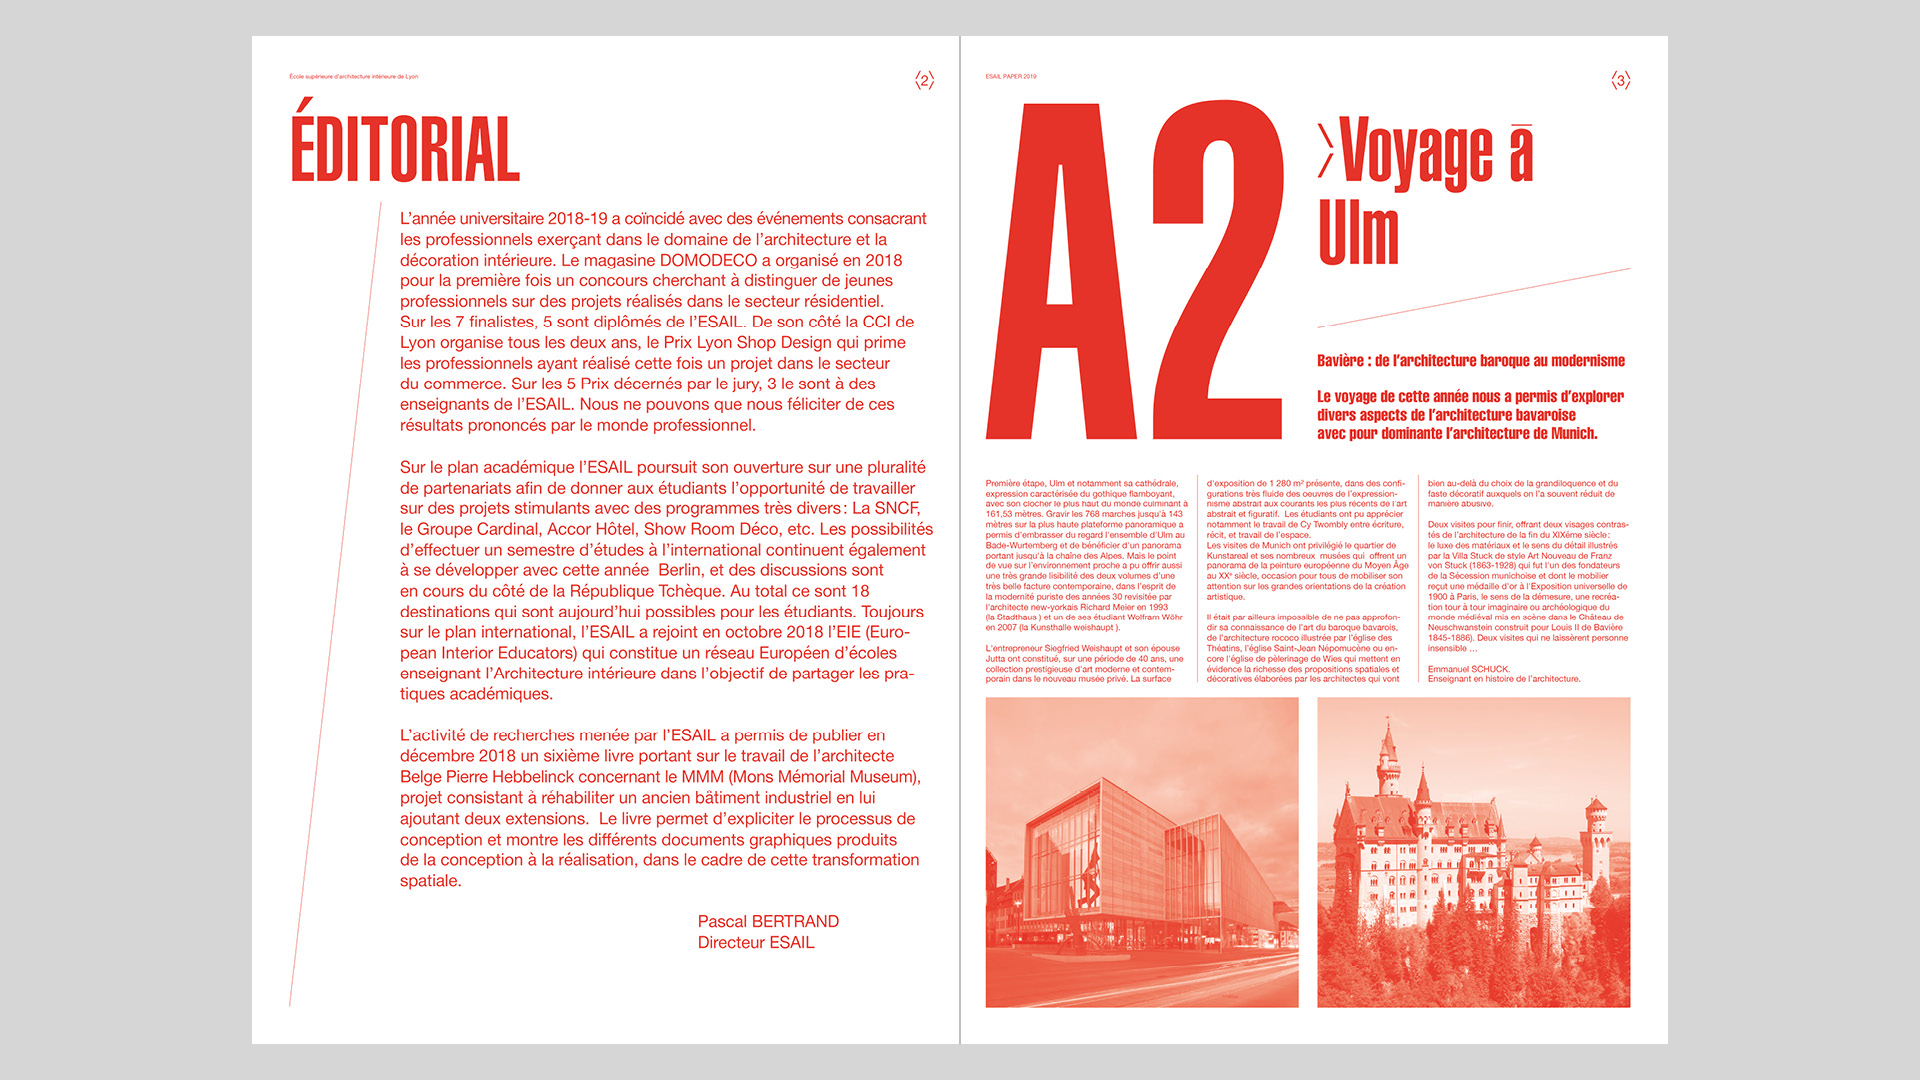 École supérieure d'architecture intérieure de Lyon
2
ÉDITORIAL
L'année universitaire 2018-19 a coïncidé avec des événements consacrant
les professionnels exerçant dans le domaine de l'architecture et la
décoration intérieure. Le magasine DOMODECO a organisé en 2018
pour la première fois un concours cherchant à distinguer de jeunes
professionnels sur des projets réalisés dans le secteur résidentiel.
Sur les 7 finalistes, 5 sont diplômés de l'ESAIL. De son côté la CCI de
Lyon organise tous les deux ans, le Prix Lyon Shop Design qui prime
les professionnels ayant réalisé cette fois un projet dans le secteur
du commerce. Sur les 5 Prix décernés par le jury, 3 le sont à des
enseignants de l'ESAIL. Nous ne pouvons que nous féliciter de ces
résultats prononcés par le monde professionnel.
Sur le plan académique l'ESAIL poursuit son ouverture sur une pluralité
de partenariats afin de donner aux étudiants l'opportunité de travailler
sur des projets stimulants avec des programmes très divers : La SNCF,
le Groupe Cardinal, Accor Hôtel, Show Room Déco, etc. Les possibilités
d'effectuer un semestre d'études à l'international continuent également
à se développer avec cette année  Berlin, et des discussions sont
en cours du côté de la République Tchèque. Au total ce sont 18
destinations qui sont aujourd'hui possibles pour les étudiants. Toujours
sur le plan international, l'ESAIL a rejoint en octobre 2018 l'EIE (Euro-
pean Interior Educators) qui constitue un réseau Européen d'écoles
enseignant l'Architecture intérieure dans l'objectif de partager les pra-
tiques académiques.
L'activité de recherches menée par l'ESAIL a permis de publier en
décembre 2018 un sixième livre portant sur le travail de l'architecte
Belge Pierre Hebbelinck concernant le MMM (Mons Mémorial Museum),
projet consistant à réhabiliter un ancien bâtiment industriel en lui
ajoutant deux extensions.  Le livre permet d'expliciter le processus de
conception et montre les différents documents graphiques produits
de la conception à la réalisation, dans le cadre de cette transformation
spatiale.
Pascal BERTRAND
Directeur ESAIL
ESAIL PAPER 2019
3
A2
Voyage à
Ulm
Bavière : de l'architecture baroque au modernisme
Le voyage de cette année nous a permis d'explorer
divers aspects de l'architecture bavaroise
avec pour dominante l'architecture de Munich.
Première étape, Ulm et notamment sa cathédrale,
expression caractérisée du gothique flamboyant,
avec son clocher le plus haut du monde culminant à
161,53 mètres. Gravir les 768 marches jusqu'à 143
mètres sur la plus haute plateforme panoramique a
permis d'embrasser du regard l'ensemble d'Ulm au
Bade-Wurtemberg et de bénéficier d'un panorama
portant jusqu'à la chaîne des Alpes. Mais le point
de vue sur l'environnement proche a pu offrir aussi
une très grande lisibilité des deux volumes d'une
très belle facture contemporaine, dans l'esprit de
la modernité puriste des années 30 revisitée par
l'architecte new-yorkais Richard Meier en 1993
(la Stadthaus ) et un de ses étudiant Wolfram Wöhr
en 2007 (la Kunsthalle weishaupt ).
L'entrepreneur Siegfried Weishaupt et son épouse
Jutta ont constitué, sur une période de 40 ans, une
collection prestigieuse d'art moderne et contem-
porain dans le nouveau musée privé. La surface
d'exposition de 1 280 m² présente, dans des confi-
gurations très fluide des oeuvres de l'expression-
nisme abstrait aux courants les plus récents de l'art
abstrait et figuratif.  Les étudiants ont pu apprécier
notamment le travail de Cy Twombly entre écriture,
récit, et travail de l'espace.
Les visites de Munich ont privilégié le quartier de
Kunstareal et ses nombreux  musées qui  offrent un
panorama de la peinture européenne du Moyen Âge
au XXᵉ siècle, occasion pour tous de mobiliser son
attention sur les grandes orientations de la création
artistique.
Il était par ailleurs impossible de ne pas approfon-
dir sa connaissance de l'art du baroque bavarois,
de l'architecture rococo illustrée par l'église des
Théatins, l'église Saint-Jean Népomucène ou en-
core l'église de pèlerinage de Wies qui mettent en
évidence la richesse des propositions spatiales et
décoratives élaborées par les architectes qui vont
bien au-delà du choix de la grandiloquence et du
faste décoratif auxquels on l'a souvent réduit de
manière abusive.
Deux visites pour finir, offrant deux visages contras-
tés de l'architecture de la fin du XIXéme siècle :
le luxe des matériaux et le sens du détail illustrés
par la Villa Stuck de style Art Nouveau de Franz
von Stuck (1863-1928) qui fut l'un des fondateurs
de la Sécession munichoise et dont le mobilier
reçut une médaille d'or à l'Exposition universelle de
1900 à Paris, le sens de la démesure, une recréa-
tion tour à tour imaginaire ou archéologique du
monde médiéval mis en scène dans le Château de
Neuschwanstein construit pour Louis II de Bavière
1845-1886). Deux visites qui ne laissèrent personne
insensible …
Emmanuel SCHUCK.
Enseignant en histoire de l'architecture.